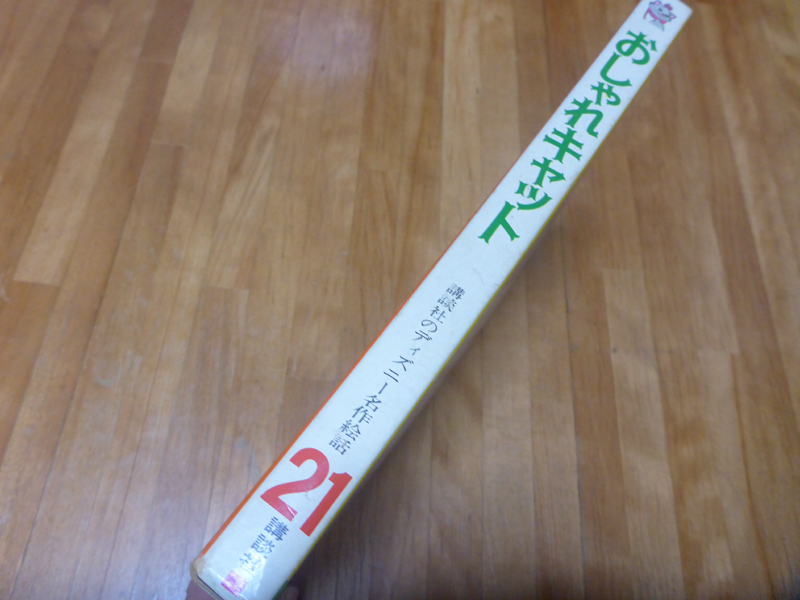 おしゃれキャット
講談社のディズニー名作絵話
21
講談社